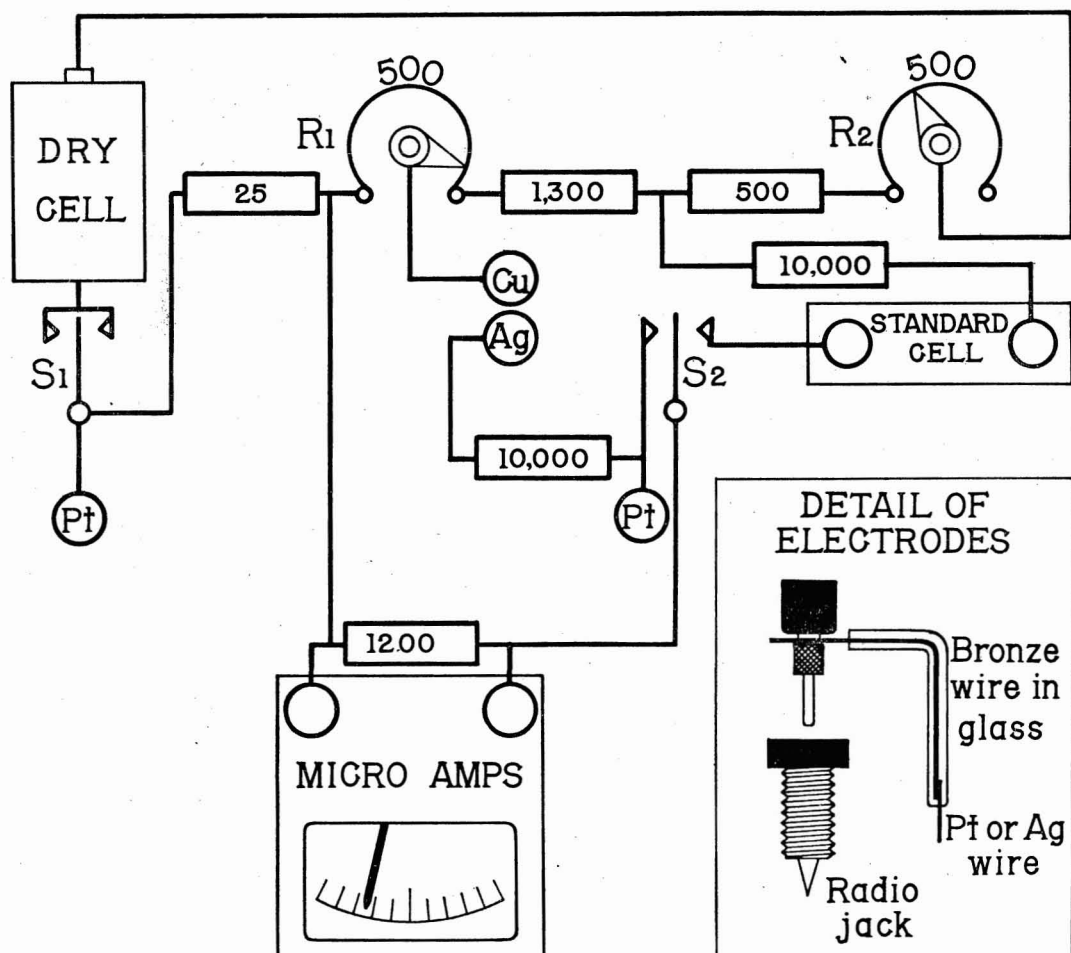 500
500
R1
R2
DRY
CELL
25
1,300
500
10,000
Cu
Ag
STANDARD
CELL
S1
S2
10,000
Pt
Pt
DETAIL OF
ELECTRODES
12.00
Bronze
wire in
glass
MICRO AMPS
Pt or Ag
wire
Radio
jack